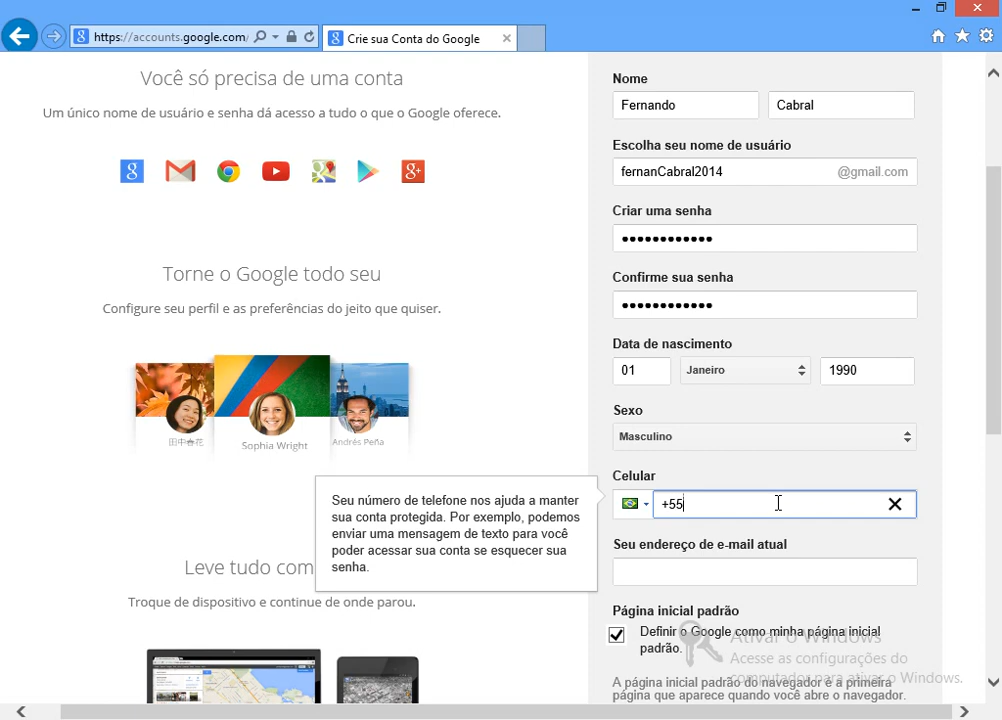 https://accounts.google.com/
Crie sua Conta do Google
Você só precisa de uma conta
Um único nome de usuário e senha dá acesso a tudo o que o Google oferece.
Torne o Google todo seu
Configure seu perfil e as preferências do jeito que quiser.
田中春花
Sophia Wright
Andrés Peña
Leve tudo com
Troque de dispositivo e continue de onde parou.
Nome
Fernando
Cabral
Escolha seu nome de usuário
fernanCabral2014
@gmail.com
Criar uma senha
Confirme sua senha
Data de nascimento
01
Janeiro
1990
Sexo
Masculino
Celular
+55
Seu número de telefone nos ajuda a manter
sua conta protegida. Por exemplo, podemos
enviar uma mensagem de texto para você
poder acessar sua conta se esquecer sua
senha.
Seu endereço de e-mail atual
Página inicial padrão
Definir o Google como minha página inicial
padrão.
A página inicial padrão do navegador é a primeira
página que aparece quando você abre o navegador.
Ativar o Windows
Acesse as configurações do
computador para ativar o Windows.